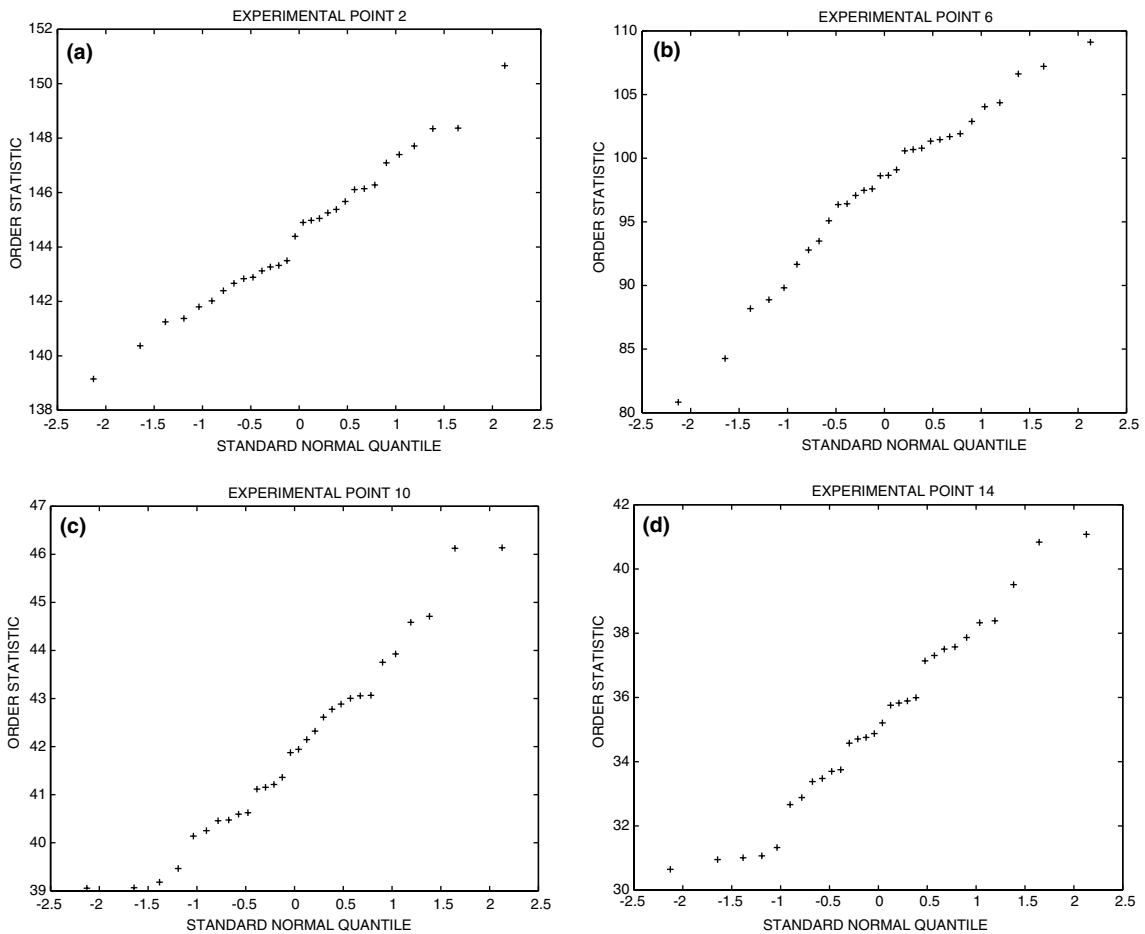 EXPERIMENTAL POINT 2
(a)
152
150
148
146
144
142
140
138
ORDER STATISTIC
-2.5 -2 -1.5 -1 -0.5 0 0.5 1 1.5 2 2.5
STANDARD NORMAL QUANTILE
EXPERIMENTAL POINT 6
(b)
110
105
100
95
90
85
80
ORDER STATISTIC
-2.5 -2 -1.5 -1 -0.5 0 0.5 1 1.5 2 2.5
STANDARD NORMAL QUANTILE
EXPERIMENTAL POINT 10
(c)
47
46
45
44
43
42
41
40
39
ORDER STATISTIC
-2.5 -2 -1.5 -1 -0.5 0 0.5 1 1.5 2 2.5
STANDARD NORMAL QUANTILE
EXPERIMENTAL POINT 14
(d)
42
40
38
36
34
32
30
ORDER STATISTIC
-2.5 -2 -1.5 -1 -0.5 0 0.5 1 1.5 2 2.5
STANDARD NORMAL QUANTILE